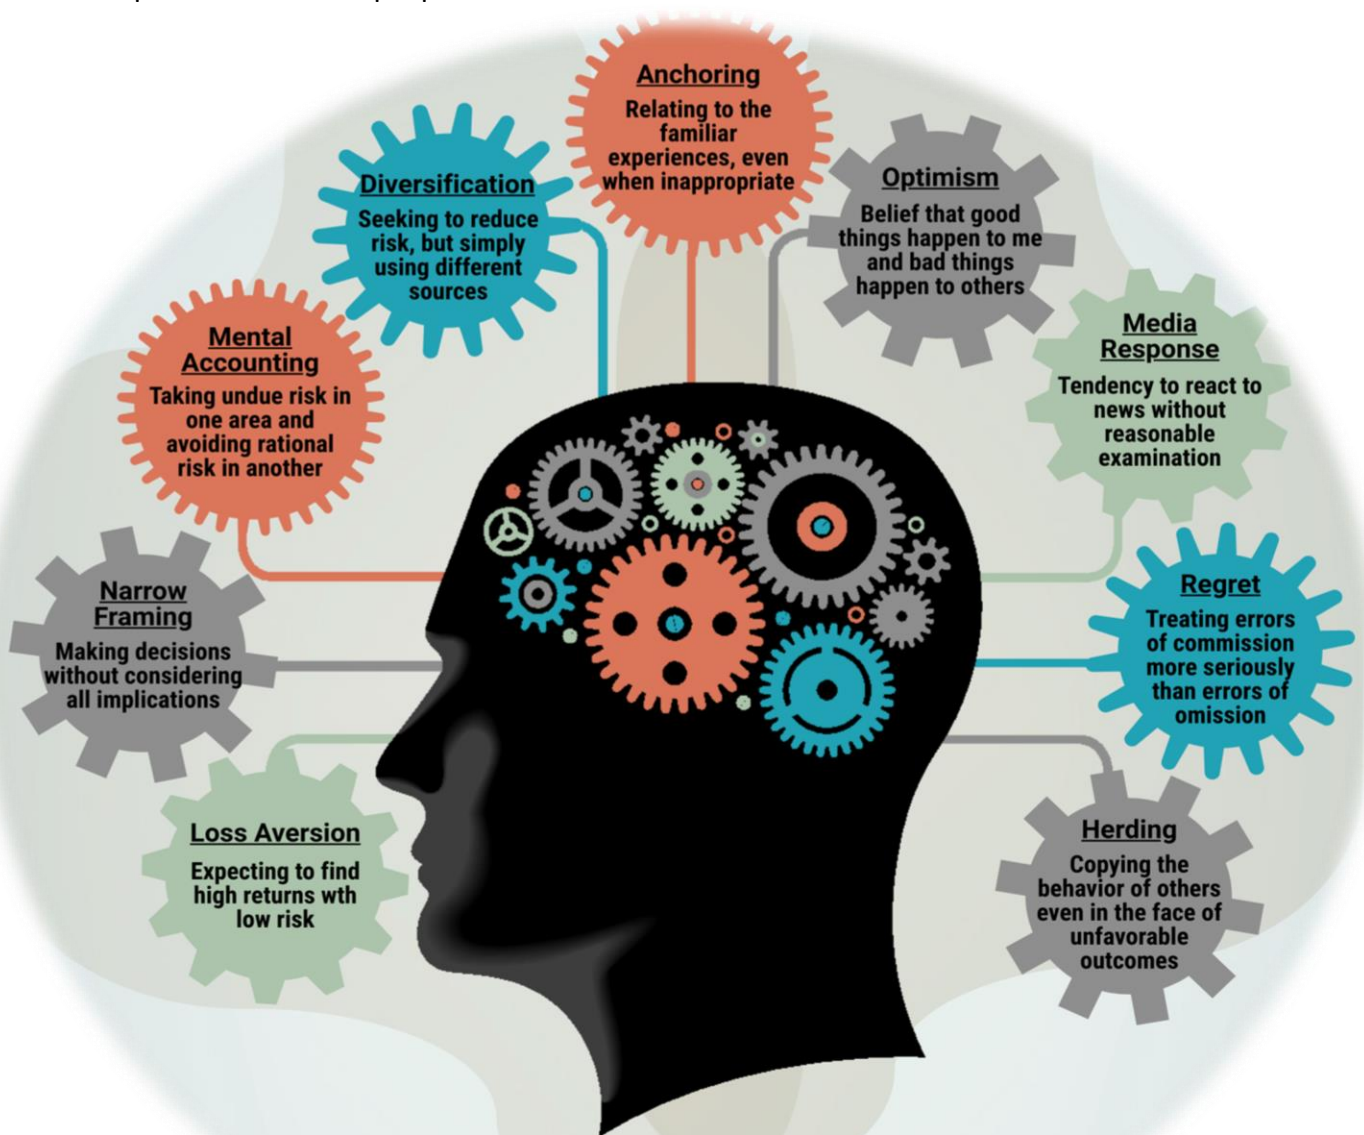 Anchoring
Relating to the
familiar
experiences, even
when inappropriate
Diversification
Seeking to reduce
risk, but simply
using different
sources
Optimism
Belief that good
things happen to me
and bad things
happen to others
Mental
Accounting
Taking undue risk in
one area and
avoiding rational
risk in another
Media
Response
Tendency to react to
news without
reasonable
examination
Narrow
Framing
Making decisions
without considering
all implications
Regret
Treating errors
of commission
more seriously
than errors of
omission
Loss Aversion
Expecting to find
high returns wth
low risk
Herding
Copying the
behavior of others
even in the face of
unfavorable
outcomes